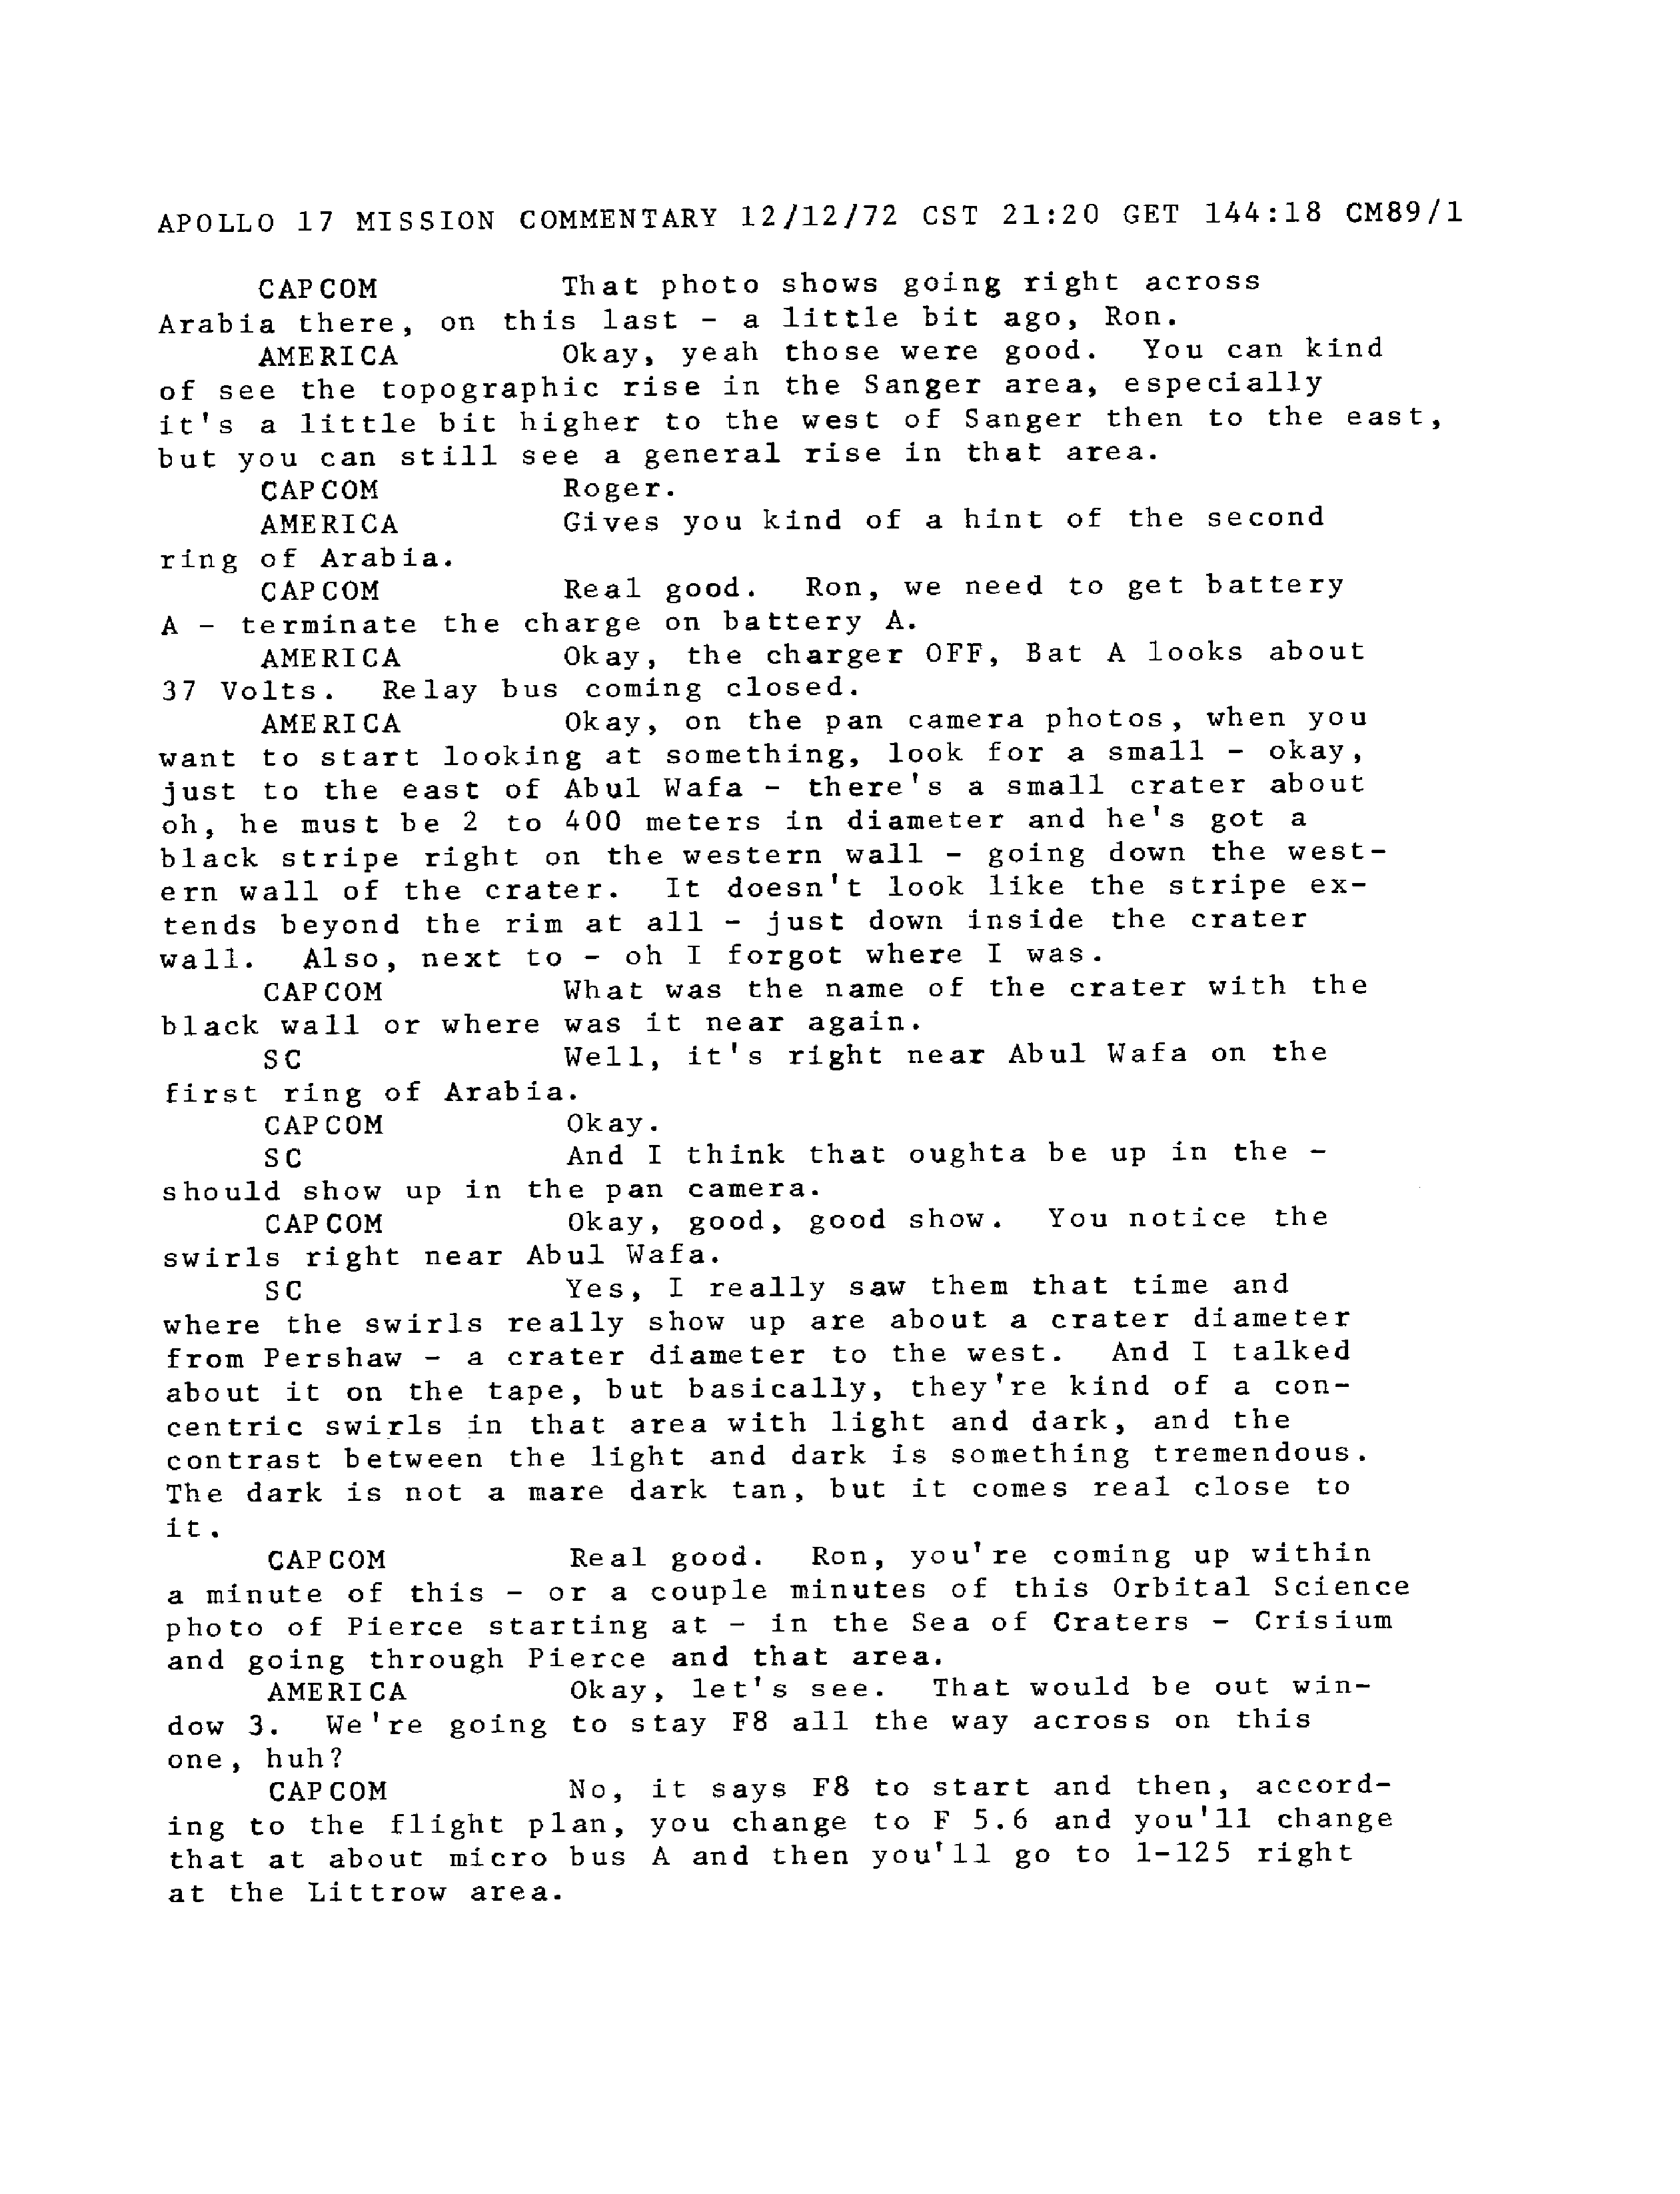 APOLLO 17 MISSION COMMENTARY 12/12/72 CST 21:20 GET 144:18 CM89/1
CAPCOM That photo shows going right across
Arabia there, on this last - a little bit ago, Ron.
AMERICA Okay, yeah those were good. You can kind
of see the topographic rise in the Sanger area, especially
it's a little bit higher to the west of Sanger then to the east,
but you can still see a general rise in that area.
CAPCOM Roger.
AMERICA Gives you kind of a hint of the second
ring of Arabia.
CAPCOM Real good. Ron, we need to get battery
A - terminate the charge on battery A.
AMERICA Okay, the charger OFF, Bat A looks about
37 Volts. Relay bus coming closed.
AMERICA Okay, on the pan camera photos, when you
want to start looking at something, look for a small - okay,
just to the east of Abul Wafa - there's a small crater about
oh, he must be 2 to 400 meters in diameter and he's got a
black stripe right on the western wall - going down the west-
ern wall of the crater. It doesn't look like the stripe ex-
tends beyond the rim at all - just down inside the crater
wall. Also, next to - oh I forgot where I was.
CAPCOM What was the name of the crater with the
black wall or where was it near again.
SC Well, it's right near Abul Wafa on the
first ring of Arabia.
CAPCOM Okay.
SC And I think that oughta be up in the -
should show up in the pan camera.
CAPCOM Okay, good, good show. You notice the
swirls right near Abul Wafa.
SC Yes, I really saw them that time and
where the swirls really show up are about a crater diameter
from Pershaw - a crater diameter to the west. And I talked
about it on the tape, but basically, they're kind of a con-
centric swirls in that area with light and dark, and the
contrast between the light and dark is something tremendous.
The dark is not a mare dark tan, but it comes real close to
it.
CAPCOM Real good. Ron, you're coming up within
a minute of this - or a couple minutes of this Orbital Science
photo of Pierce starting at - in the Sea of Craters - Crisium
and going through Pierce and that area.
AMERICA Okay, let's see. That would be out win-
dow 3. We're going to stay F8 all the way across on this
one, huh?
CAPCOM No, it says F8 to start and then, accord-
ing to the flight plan, you change to F 5.6 and you'll change
that at about micro bus A and then you'll go to 1-125 right
at the Littrow area.